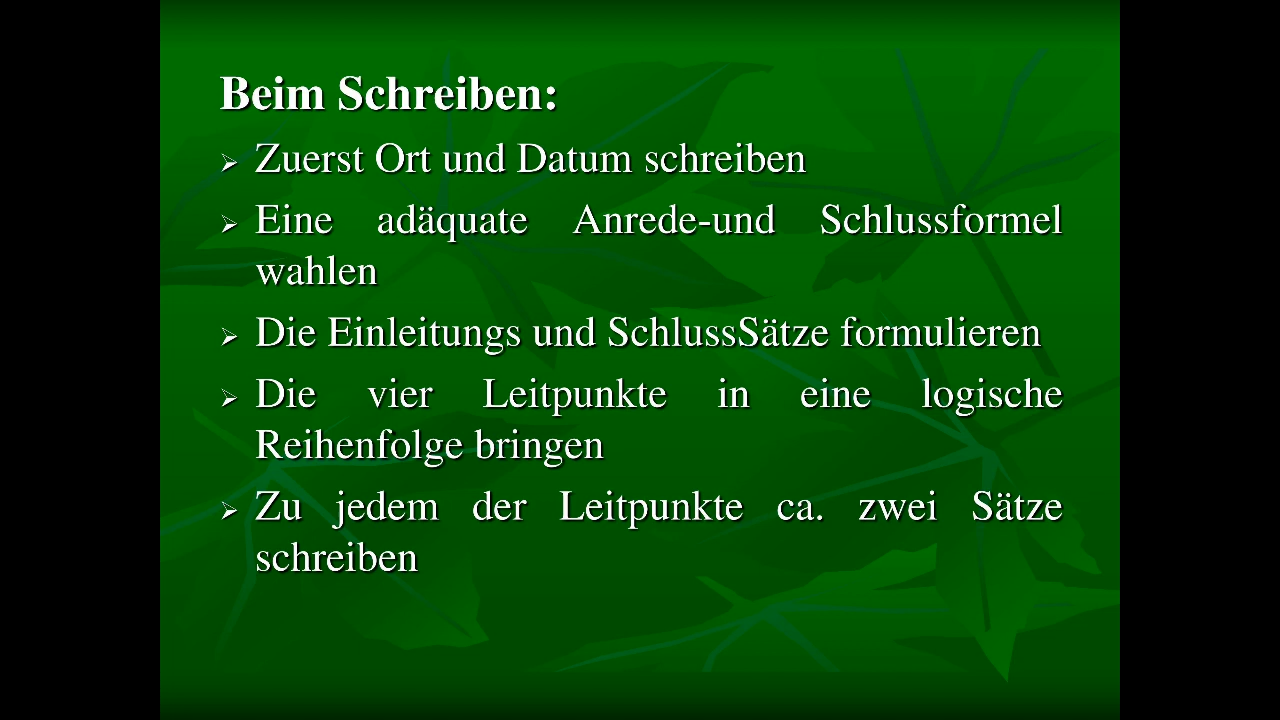 Beim Schreiben:
➢ Zuerst Ort und Datum schreiben
➢ Eine adäquate Anrede-und Schlussformel
wahlen
➢ Die Einleitungs und SchlussSätze formulieren
➢ Die vier Leitpunkte in eine logische
Reihenfolge bringen
➢ Zu jedem der Leitpunkte ca. zwei Sätze
schreiben